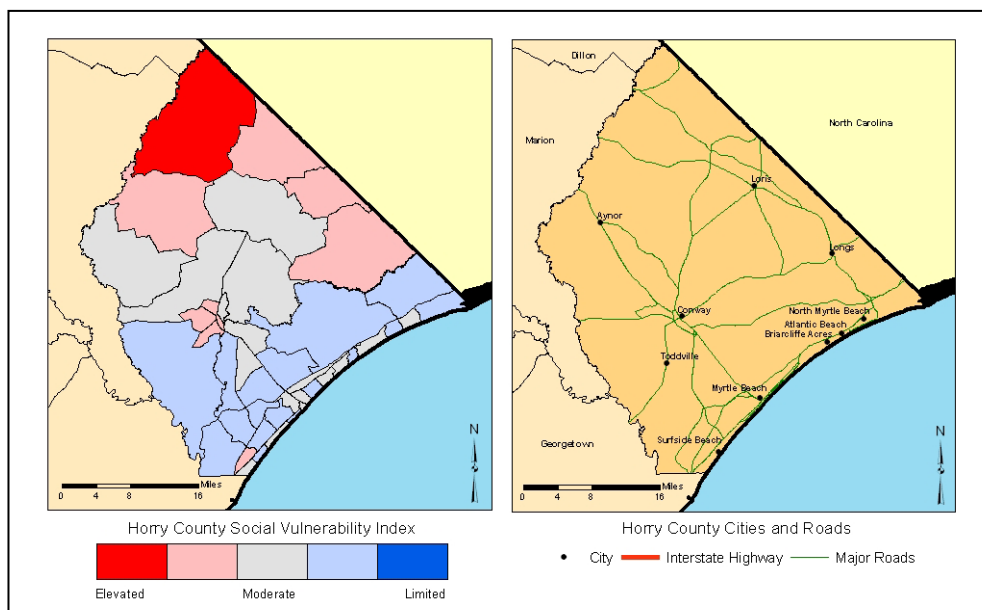 N
0 4 8 16
Miles
Horry County Social Vulnerability Index
Elevated Moderate Limited
Dillon
North Carolina
Marion
Loris
Aynor
Longs
North Myrtle Beach
Conway
Atlantic Beach
Briarcliffe Acres
Toddville
Myrtle Beach
Surfside Beach
Georgetown
N
0 4 8 16
Miles
Horry County Cities and Roads
City Interstate Highway Major Roads